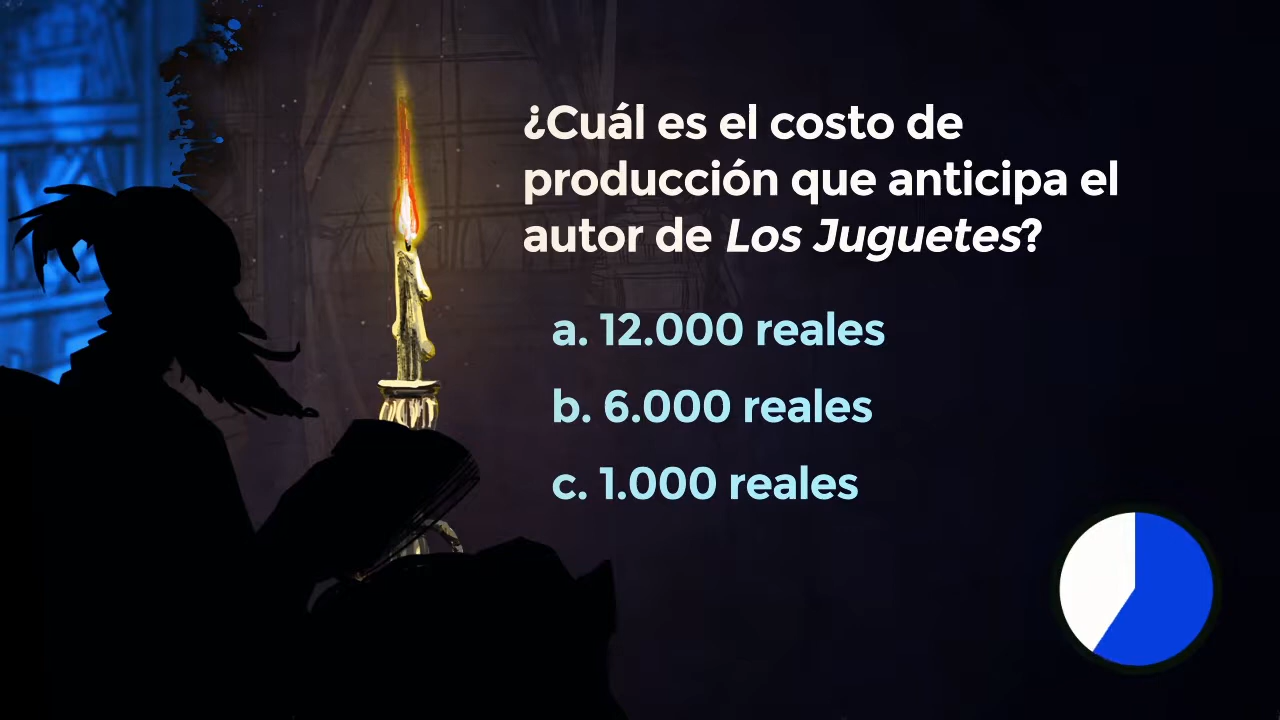 ¿Cuál es el costo de
producción que anticipa el
autor de Los Juguetes?
a. 12.000 reales
b. 6.000 reales
c. 1.000 reales